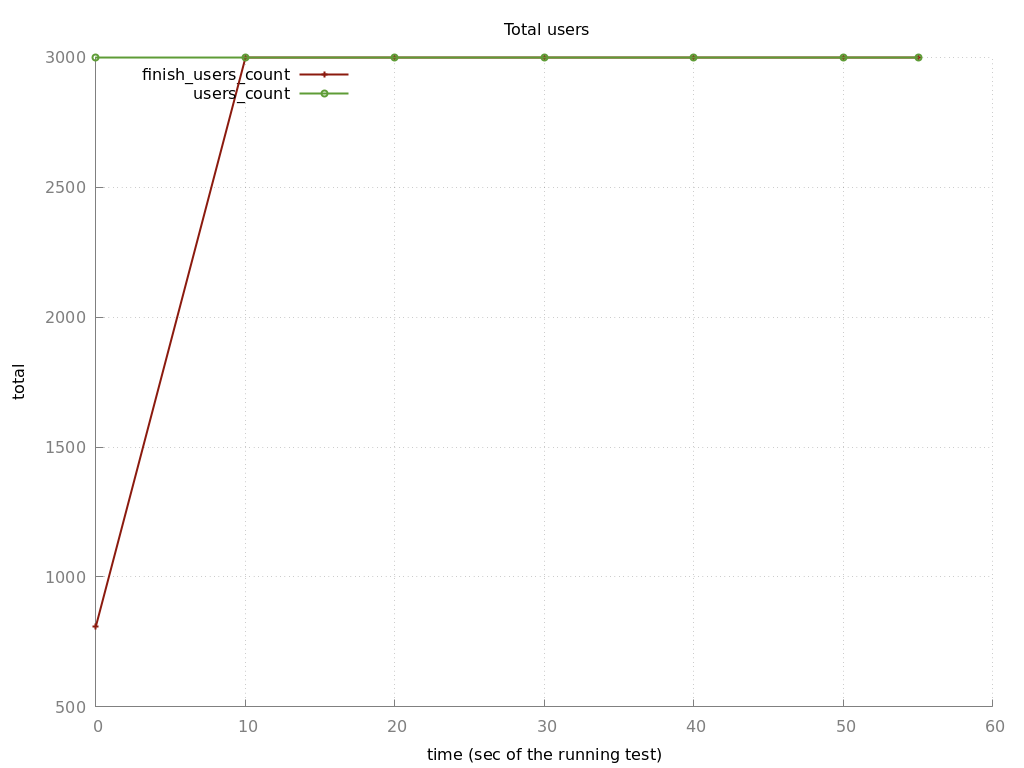 Total users
finish_users_count
users_count
3000
2500
2000
1500
1000
500
total
0 10 20 30 40 50 60
time (sec of the running test)